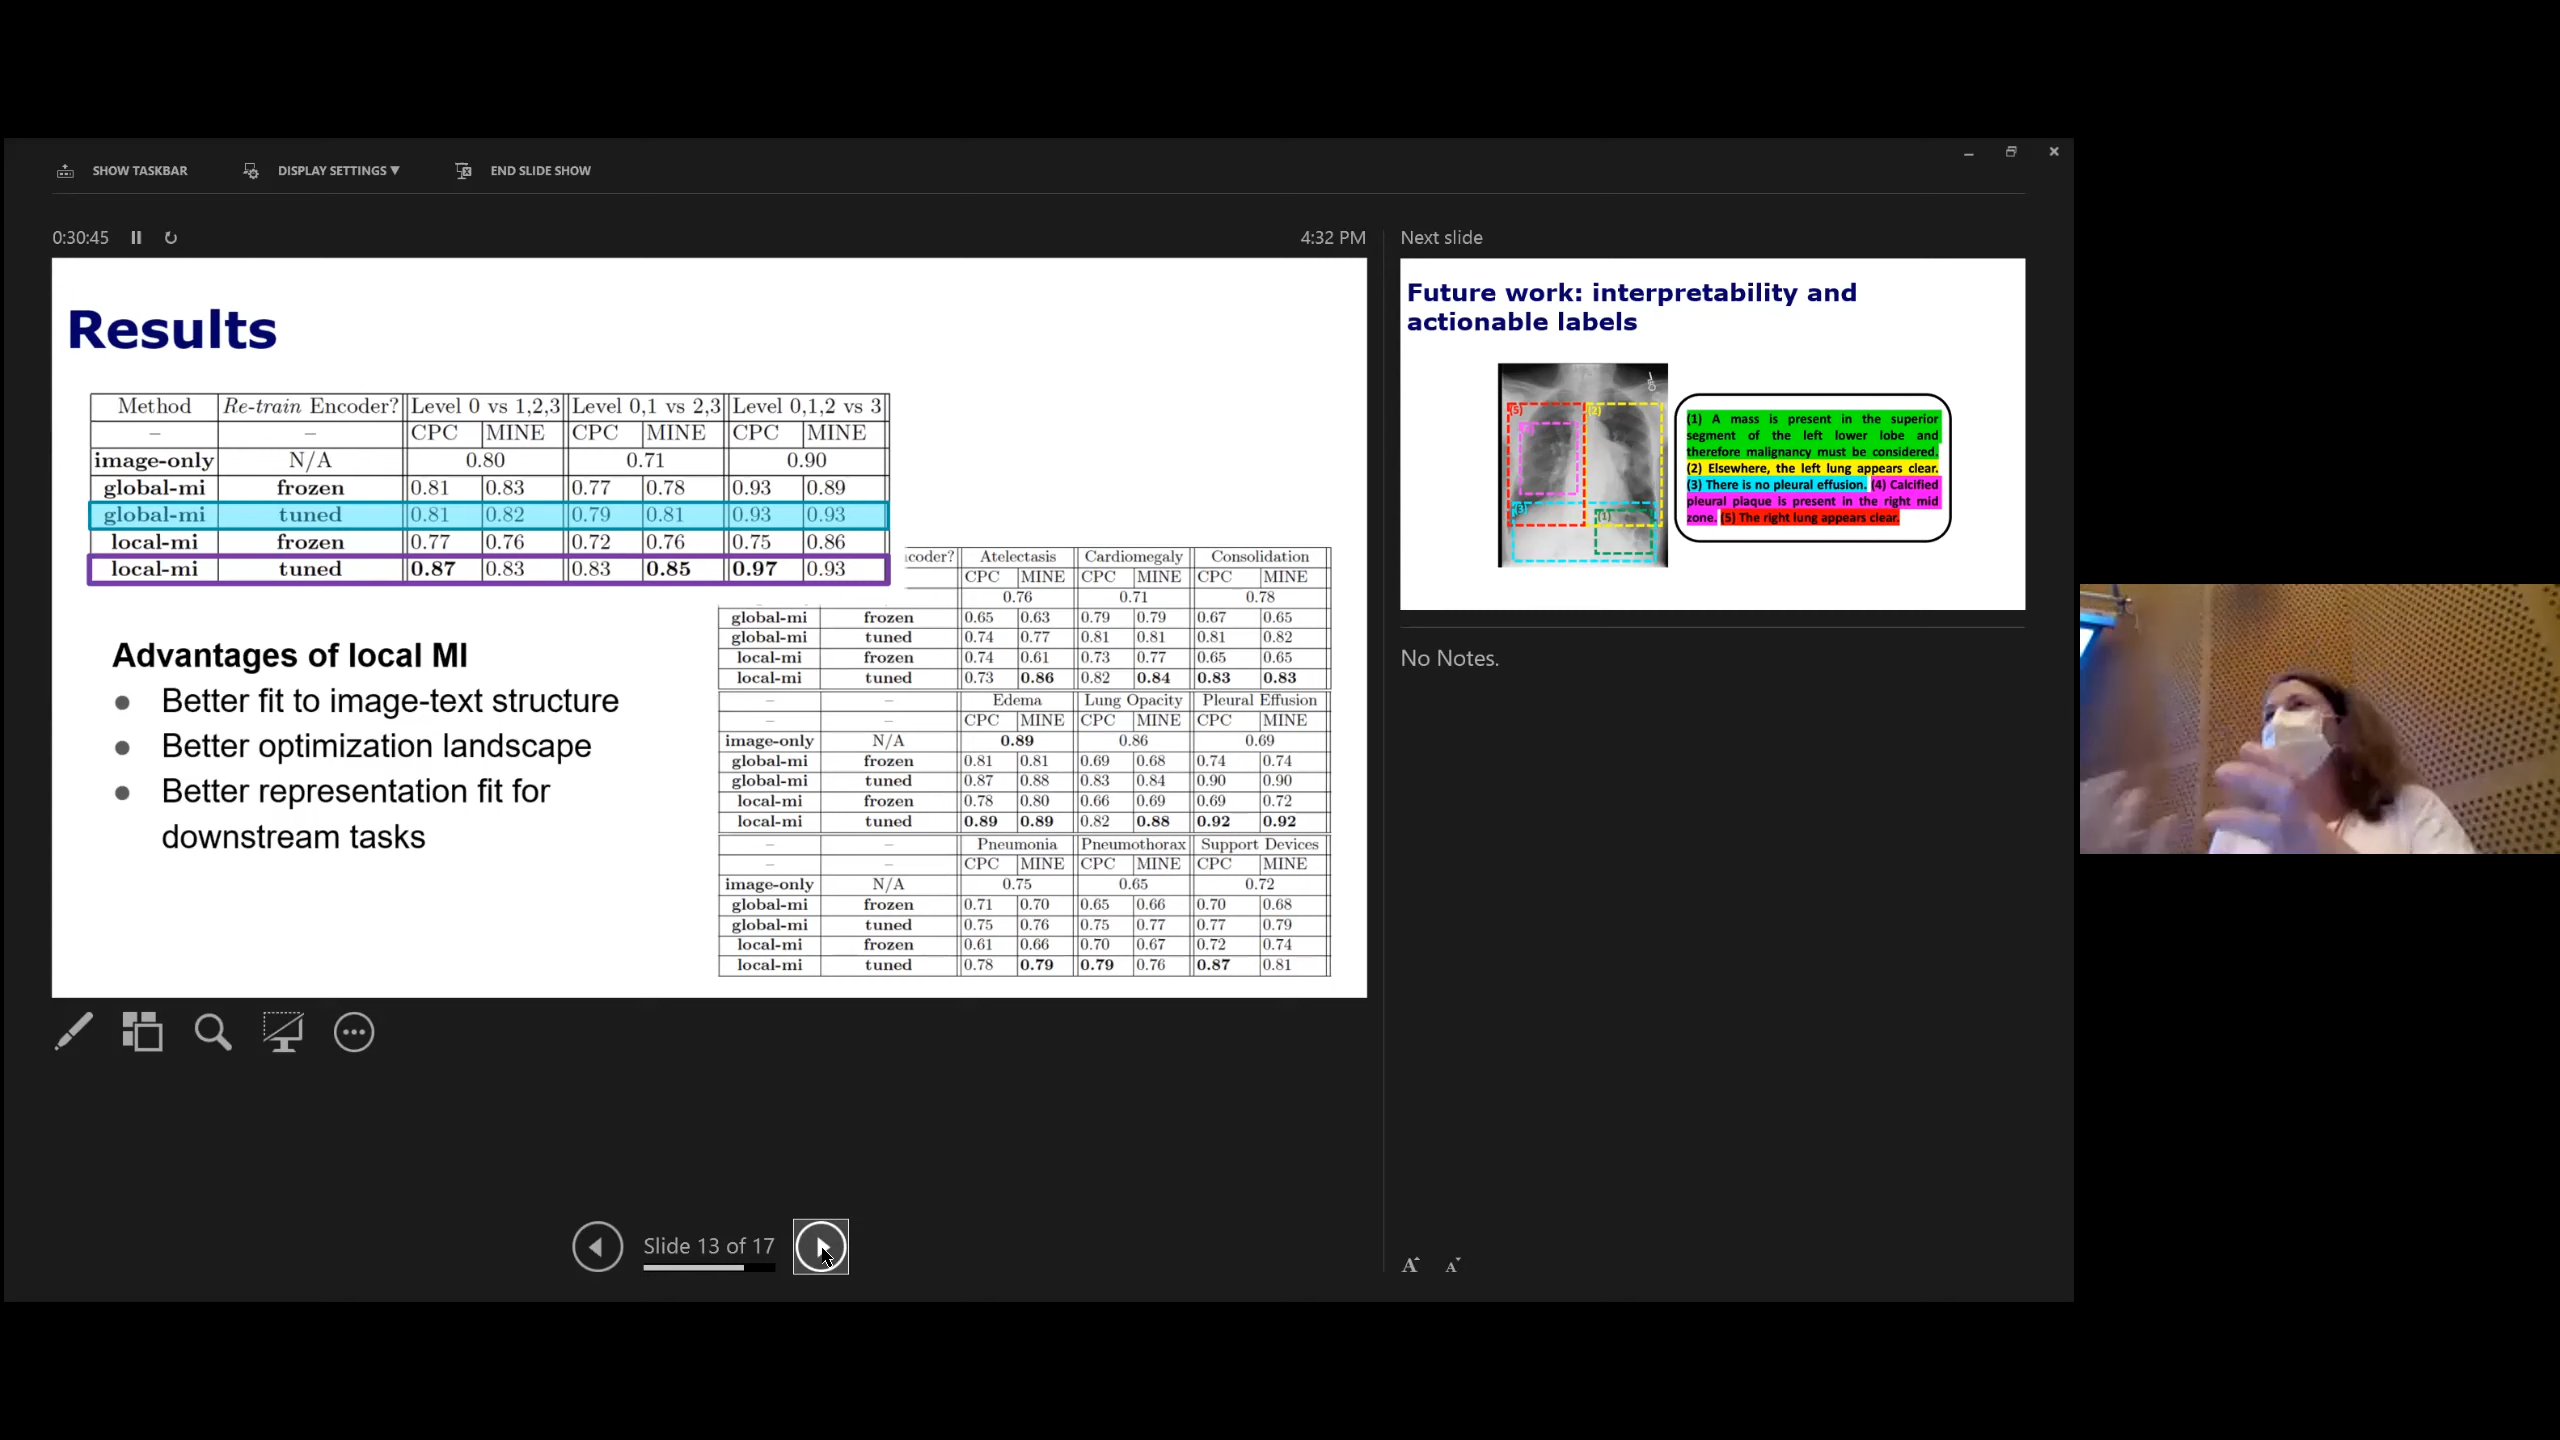 SHOW TASKBAR DISPLAY SETTINGS ▼ END SLIDE SHOW
0:30:45 4:32 PM
Results
Method Re-train Encoder? Level 0 vs 1,2,3 Level 0,1 vs 2,3 Level 0,1,2 vs 3
– – CPC MINE CPC MINE CPC MINE
image-only N/A 0.80 0.71 0.90
global-mi frozen 0.81 0.83 0.77 0.78 0.93 0.89
global-mi tuned 0.81 0.82 0.79 0.81 0.93 0.93
local-mi frozen 0.77 0.76 0.72 0.76 0.75 0.86
local-mi tuned 0.87 0.83 0.83 0.85 0.97 0.93
Advantages of local MI
● Better fit to image-text structure
● Better optimization landscape
● Better representation fit for
downstream tasks
coder? Atelectasis Cardiomegaly Consolidation
CPC MINE CPC MINE CPC MINE
0.76 0.71 0.78
global-mi frozen 0.65 0.63 0.79 0.79 0.67 0.65
global-mi tuned 0.74 0.77 0.81 0.81 0.81 0.82
local-mi frozen 0.74 0.61 0.73 0.77 0.65 0.65
local-mi tuned 0.73 0.86 0.82 0.84 0.83 0.83
– – Edema Lung Opacity Pleural Effusion
– – CPC MINE CPC MINE CPC MINE
image-only N/A 0.89 0.86 0.69
global-mi frozen 0.81 0.81 0.69 0.68 0.74 0.74
global-mi tuned 0.87 0.88 0.83 0.84 0.90 0.90
local-mi frozen 0.78 0.80 0.66 0.69 0.69 0.72
local-mi tuned 0.89 0.89 0.82 0.88 0.92 0.92
– – Pneumonia Pneumothorax Support Devices
– – CPC MINE CPC MINE CPC MINE
image-only N/A 0.75 0.65 0.72
global-mi frozen 0.71 0.70 0.65 0.66 0.70 0.68
global-mi tuned 0.75 0.76 0.75 0.77 0.77 0.79
local-mi frozen 0.61 0.66 0.70 0.67 0.72 0.74
local-mi tuned 0.78 0.79 0.79 0.76 0.87 0.81
Slide 13 of 17
Next slide
Future work: interpretability and
actionable labels
(5) (2)
(3) (1)
(1) A mass is present in the superior
segment of the left lower lobe and
therefore malignancy must be considered.
(2) Elsewhere, the left lung appears clear.
(3) There is no pleural effusion. (4) Calcified
pleural plaque is present in the right mid
zone. (5) The right lung appears clear.
No Notes.
A A